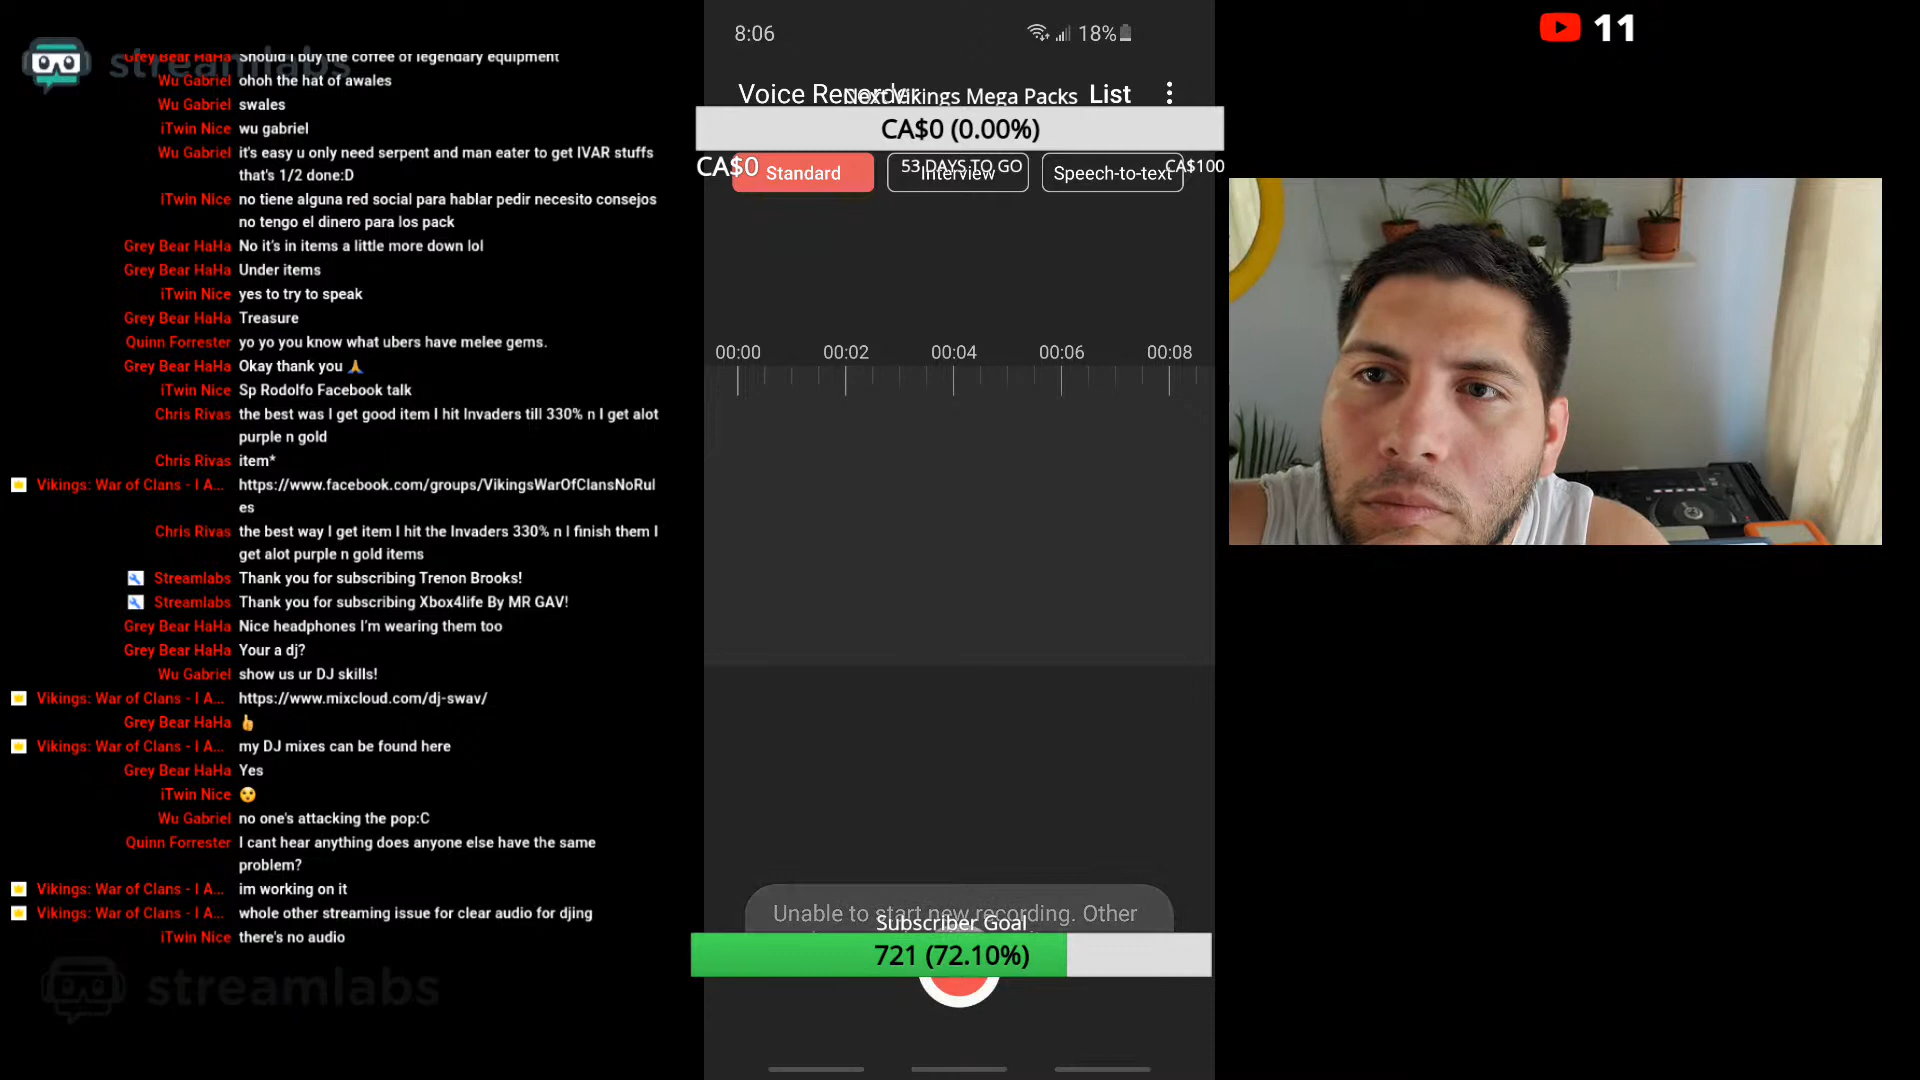 streamlabs
Grey Bear HaHa Should I buy the coffee of legendary equipment
Wu Gabriel ohoh the hat of awales
Wu Gabriel swales
iTwin Nice wu gabriel
Wu Gabriel it's easy u only need serpent and man eater to get IVAR stuffs
that's 1/2 done:D
iTwin Nice no tiene alguna red social para hablar pedir necesito consejos
no tengo el dinero para los pack
Grey Bear HaHa No it's in items a little more down lol
Grey Bear HaHa Under items
iTwin Nice yes to try to speak
Grey Bear HaHa Treasure
Quinn Forrester yo yo you know what ubers have melee gems.
Grey Bear HaHa Okay thank you 🙏
iTwin Nice Sp Rodolfo Facebook talk
Chris Rivas the best was I get good item I hit Invaders till 330% n I get alot
purple n gold
Chris Rivas item*
Vikings: War of Clans - I A... https://www.facebook.com/groups/VikingsWarOfClansNoRul
es
Chris Rivas the best way I get item I hit the Invaders 330% n I finish them I
get alot purple n gold items
Streamlabs Thank you for subscribing Trenon Brooks!
Streamlabs Thank you for subscribing Xbox4life By MR GAV!
Grey Bear HaHa Nice headphones I'm wearing them too
Grey Bear HaHa Your a dj?
Wu Gabriel show us ur DJ skills!
Vikings: War of Clans - I A... https://www.mixcloud.com/dj-swav/
Grey Bear HaHa 👍
Vikings: War of Clans - I A... my DJ mixes can be found here
Grey Bear HaHa Yes
iTwin Nice 😮
Wu Gabriel no one's attacking the pop:C
Quinn Forrester I cant hear anything does anyone else have the same
problem?
Vikings: War of Clans - I A... im working on it
Vikings: War of Clans - I A... whole other streaming issue for clear audio for djing
iTwin Nice there's no audio
streamlabs
8:06 18%
Voice Recorder List
Next Vikings Mega Packs
CA$0 (0.00%)
CA$0 53 DAYS TO GO CA$100
Standard Interview Speech-to-text
00:00 00:02 00:04 00:06 00:08
Unable to start new recording. Other
Subscriber Goal
721 (72.10%)
11